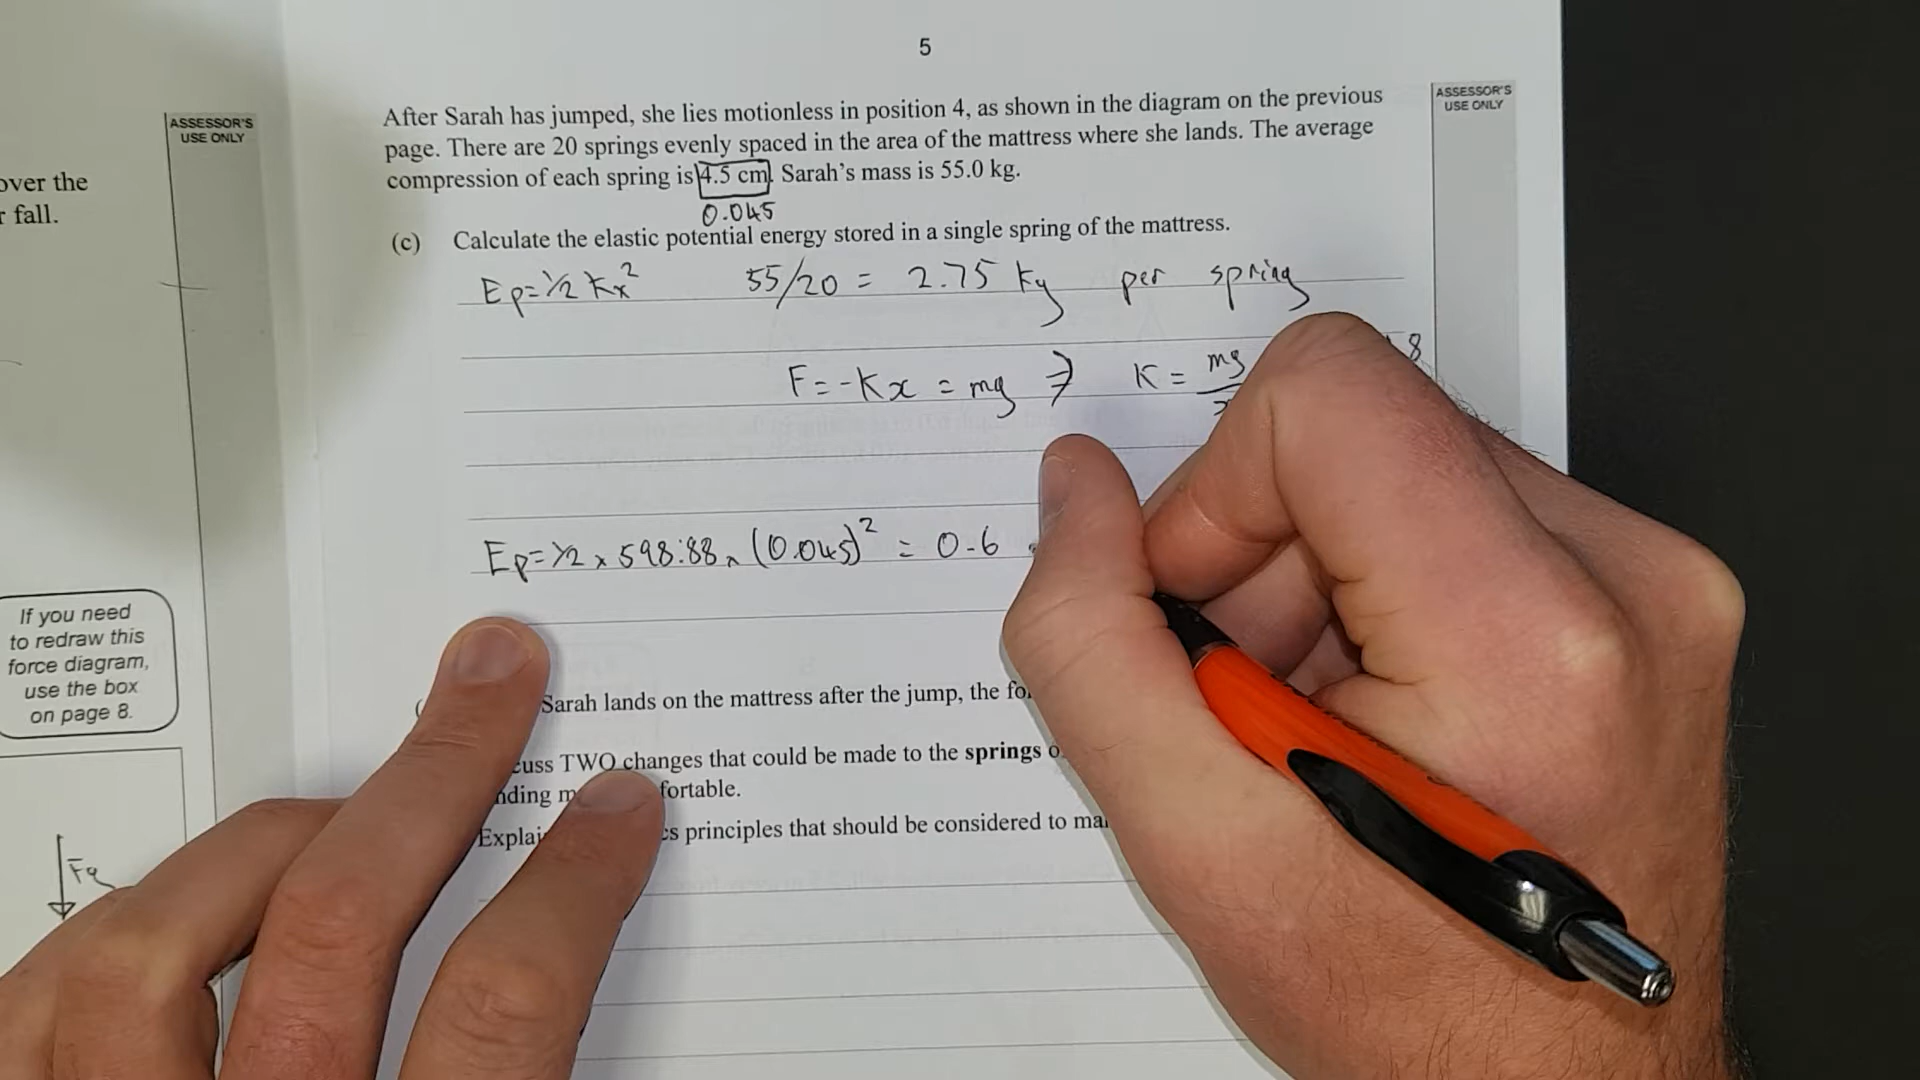 5
ASSESSOR'S
USE ONLY
ASSESSOR'S
USE ONLY
over the
fall.
If you need
to redraw this
force diagram,
use the box
on page 8.
Fg
After Sarah has jumped, she lies motionless in position 4, as shown in the diagram on the previous
page. There are 20 springs evenly spaced in the area of the mattress where she lands. The average
compression of each spring is 4.5 cm. Sarah's mass is 55.0 kg.
0.045
(c) Calculate the elastic potential energy stored in a single spring of the mattress.
Ep=1/2 Kx² 55/20 = 2.75 kg per spring
F=-Kx = mg ⇒ K = mg 8
Ep=1/2 × 598.88 × (0.045)² = 0.6
Sarah lands on the mattress after the jump, the
TWO changes that could be made to the springs
principles that should be considered to